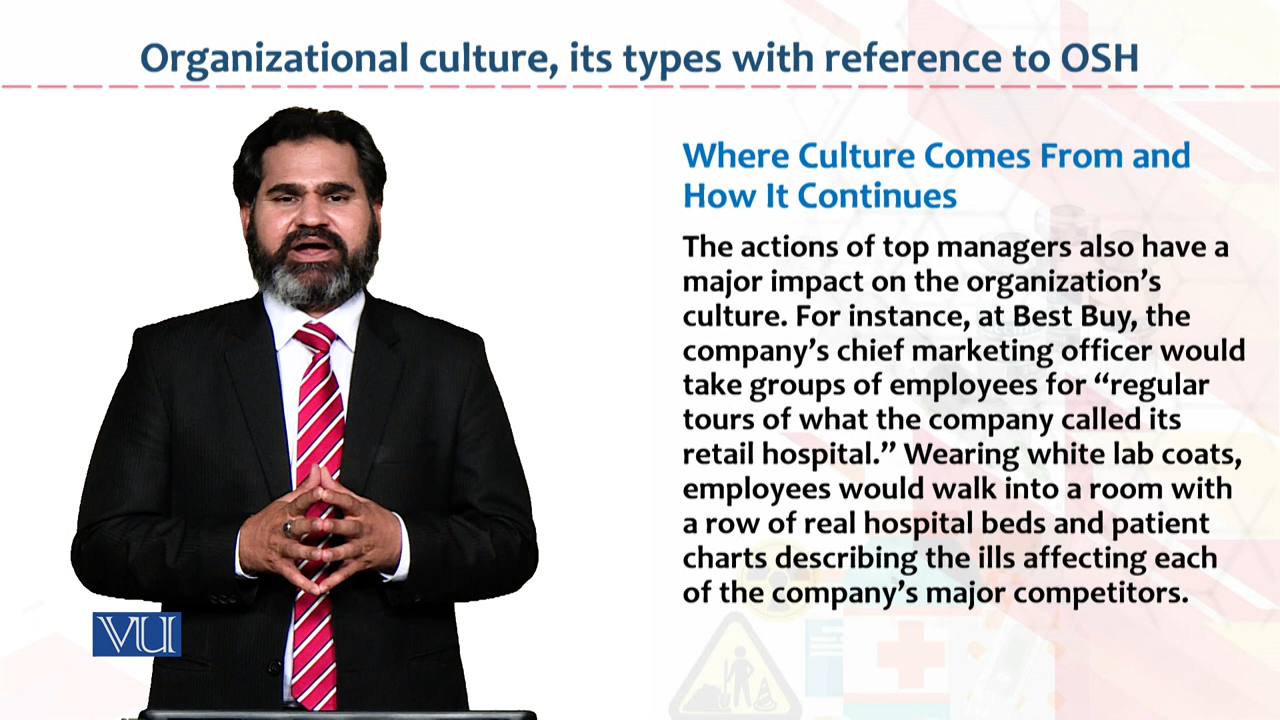 Organizational culture, its types with reference to OSH
Where Culture Comes From and
How It Continues
The actions of top managers also have a
major impact on the organization’s
culture. For instance, at Best Buy, the
company’s chief marketing officer would
take groups of employees for “regular
tours of what the company called its
retail hospital.” Wearing white lab coats,
employees would walk into a room with
a row of real hospital beds and patient
charts describing the ills affecting each
of the company’s major competitors.
VU